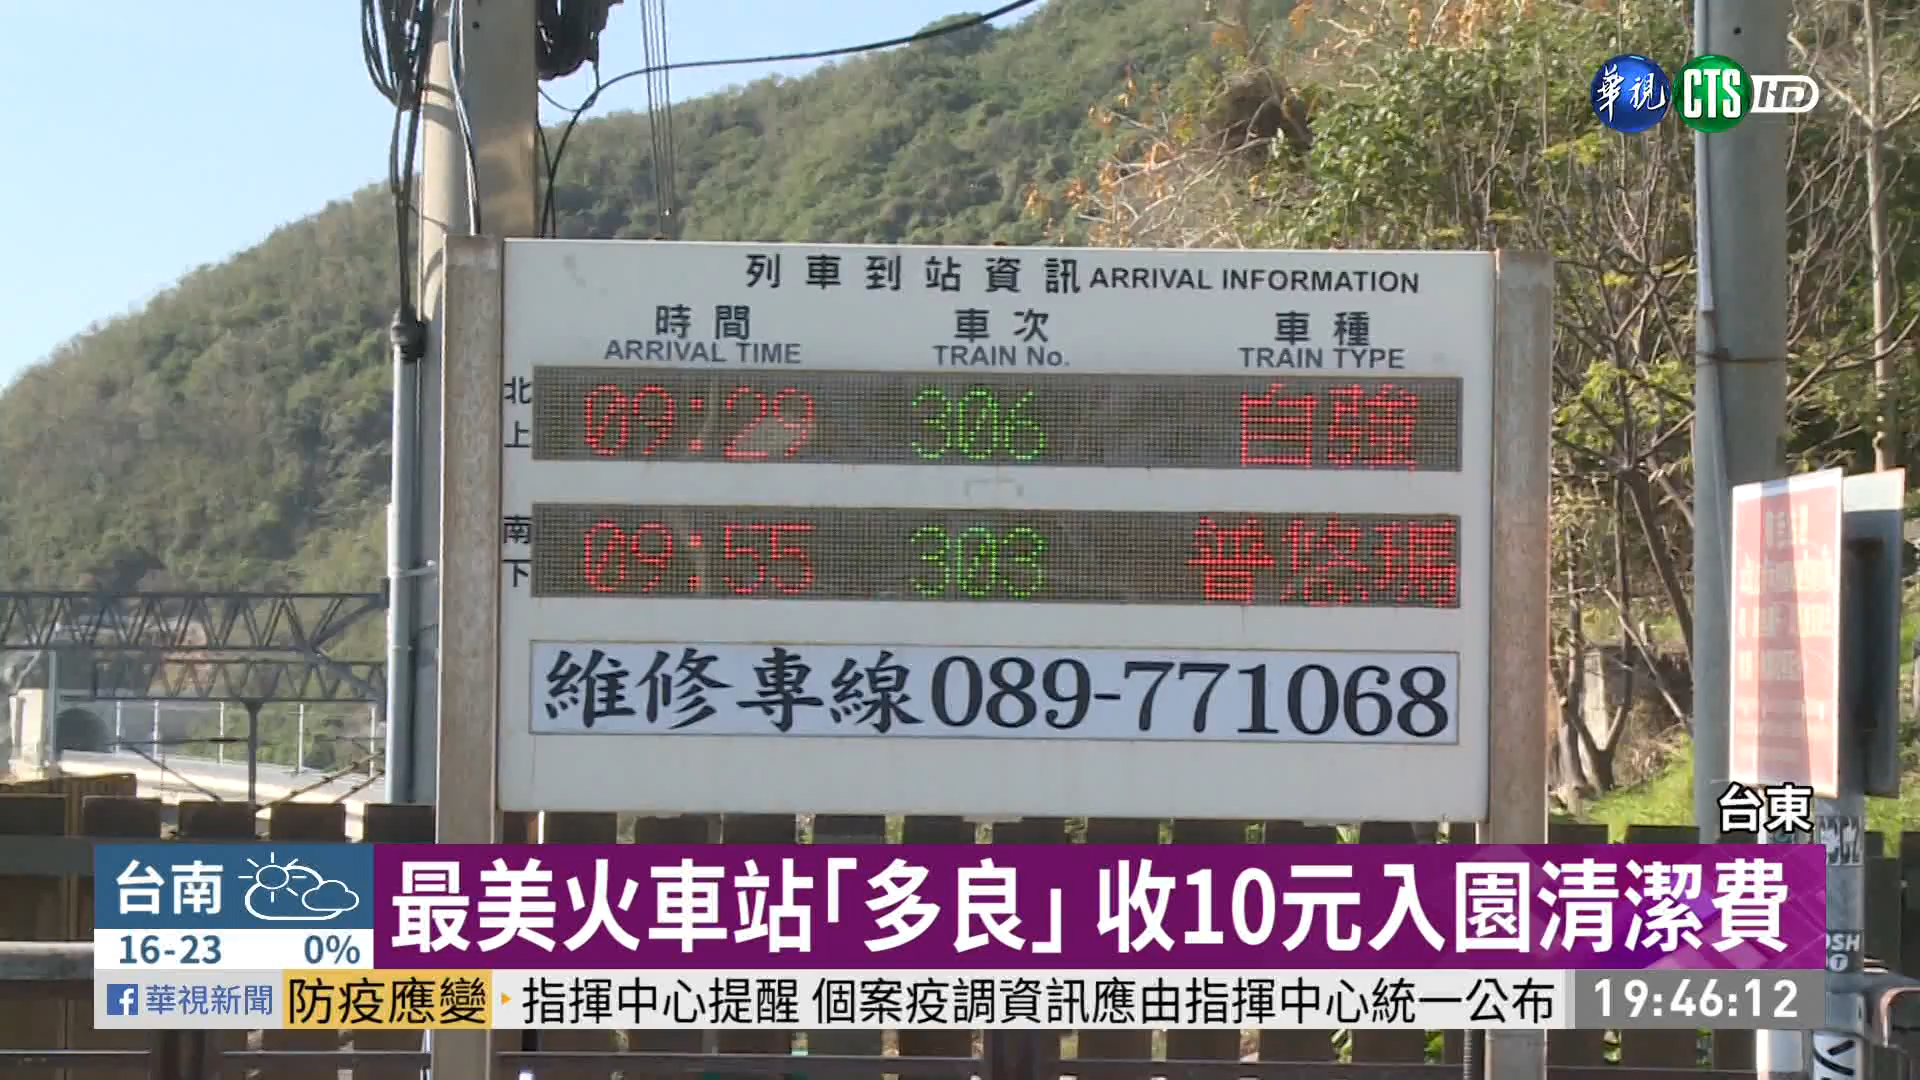 華視 CTS HD
列車到站資訊 ARRIVAL INFORMATION
時間 車次 車種
ARRIVAL TIME TRAIN No. TRAIN TYPE
北上 09:29 306 自強
南下 09:55 303 普悠瑪
維修專線089-771068
台東
台南
16-23 0%
最美火車站「多良」收10元入園清潔費
華視新聞 防疫應變 指揮中心提醒 個案疫調資訊應由指揮中心統一公布 19:46:12